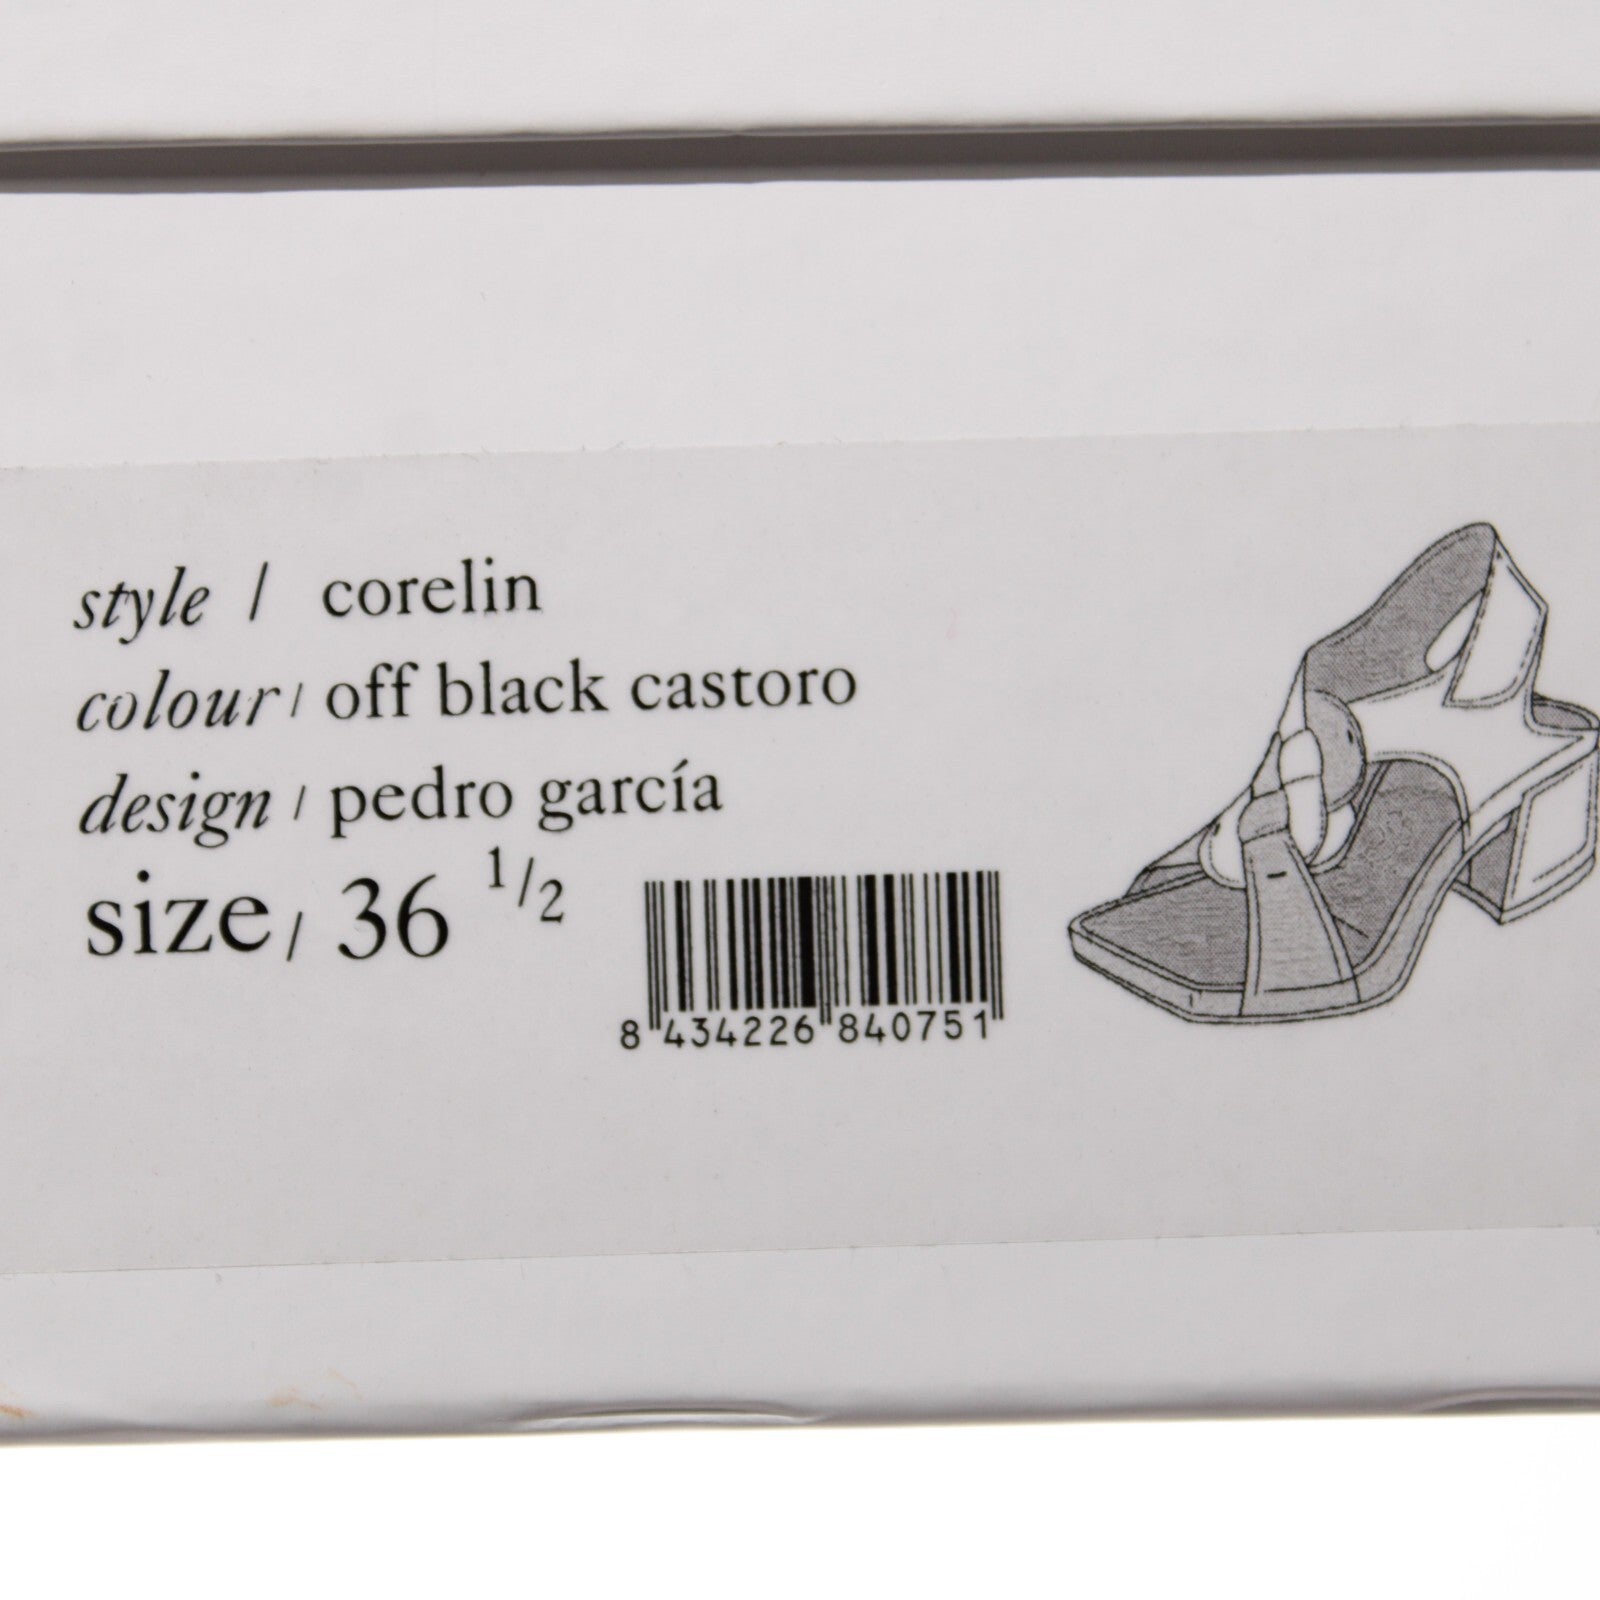 style / corelin
colour / off black castoro
design / pedro garcía
size / 36 1/2
8 434226 840751